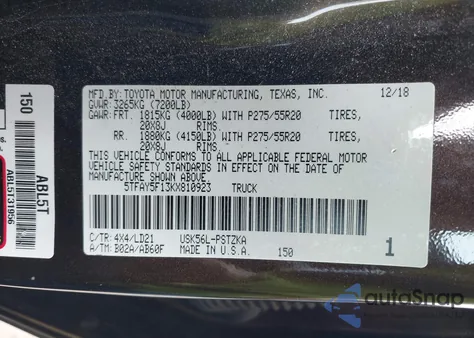 MFD.BY:TOYOTA MOTOR MANUFACTURING, TEXAS, INC. 12/18
GVWR: 3265KG (7200LB)
GAWR: FRT. 1815KG (4000LB) WITH P275/55R20 TIRES,
20X8J RIMS,
RR. 1880KG (4150LB) WITH P275/55R20 TIRES,
20X8J RIMS.
THIS VEHICLE CONFORMS TO ALL APPLICABLE FEDERAL MOTOR
VEHICLE SAFETY STANDARDS IN EFFECT ON THE DATE OF
MANUFACTURE SHOWN ABOVE.
5TFAY5F13KX810923 TRUCK
C/TR: 4X4/LD21 USK56L-PSTZKA
A/TM: B02A/AB60F MADE IN U.S.A. 150 1
150
ABL5T
ABL5T31956
autoSnap